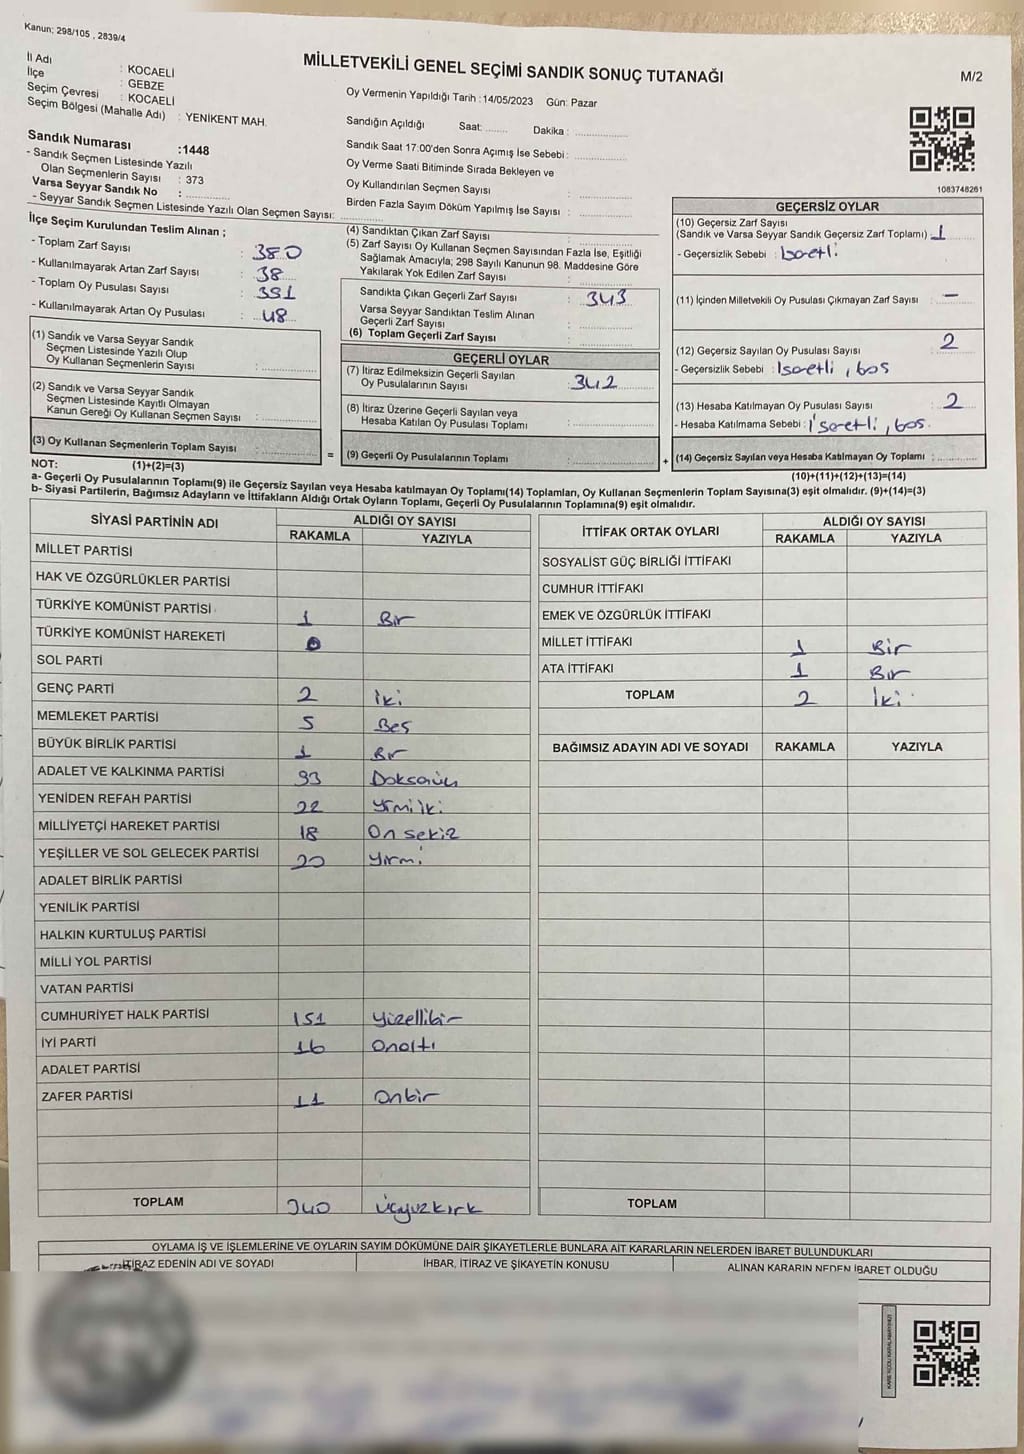 Kanun; 298/105 , 2839/4
MİLLETVEKİLİ GENEL SEÇİMİ SANDIK SONUÇ TUTANAĞI
M/2
İl Adı : KOCAELİ
İlçe : GEBZE
Seçim Çevresi : KOCAELİ
Seçim Bölgesi (Mahalle Adı) : YENİKENT MAH.
Sandık Numarası :1448
- Sandık Seçmen Listesinde Yazılı
Olan Seçmenlerin Sayısı : 373
Varsa Seyyar Sandık No :
- Seyyar Sandık Seçmen Listesinde Yazılı Olan Seçmen Sayısı:
Oy Vermenin Yapıldığı Tarih :14/05/2023 Gün: Pazar
Sandığın Açıldığı Saat: Dakika :
Sandık Saat 17:00'den Sonra Açımış İse Sebebi :
Oy Verme Saati Bitiminde Sırada Bekleyen ve
Oy Kullandırılan Seçmen Sayısı :
Birden Fazla Sayım Döküm Yapılmış İse Sayısı :
1083748261
İlçe Seçim Kurulundan Teslim Alınan ;
- Toplam Zarf Sayısı : 380
- Kullanılmayarak Artan Zarf Sayısı : 38
- Toplam Oy Pusulası Sayısı : 391
- Kullanılmayarak Artan Oy Pusulası : 48
(1) Sandık ve Varsa Seyyar Sandık
Seçmen Listesinde Yazılı Olup
Oy Kullanan Seçmenlerin Sayısı :
(2) Sandık ve Varsa Seyyar Sandık
Seçmen Listesinde Kayıtlı Olmayan
Kanun Gereği Oy Kullanan Seçmen Sayısı :
(3) Oy Kullanan Seçmenlerin Toplam Sayısı :
(1)+(2)=(3)
(4) Sandıktan Çıkan Zarf Sayısı :
(5) Zarf Sayısı Oy Kullanan Seçmen Sayısından Fazla İse, Eşitliği
Sağlamak Amacıyla; 298 Sayılı Kanunun 98. Maddesine Göre
Yakılarak Yok Edilen Zarf Sayısı :
Sandıkta Çıkan Geçerli Zarf Sayısı : 343
Varsa Seyyar Sandıktan Teslim Alınan
Geçerli Zarf Sayısı :
(6) Toplam Geçerli Zarf Sayısı :
GEÇERLİ OYLAR
(7) İtiraz Edilmeksizin Geçerli Sayılan
Oy Pusulalarının Sayısı : 342
(8) İtiraz Üzerine Geçerli Sayılan veya
Hesaba Katılan Oy Pusulası Toplamı :
= (9) Geçerli Oy Pusulalarının Toplamı : +
GEÇERSİZ OYLAR
(10) Geçersiz Zarf Sayısı
(Sandık ve Varsa Seyyar Sandık Geçersiz Zarf Toplamı) : 1
- Geçersizlik Sebebi : İşaretli
(11) İçinden Milletvekili Oy Pusulası Çıkmayan Zarf Sayısı : –
(12) Geçersiz Sayılan Oy Pusulası Sayısı : 2
- Geçersizlik Sebebi : İşaretli , boş
(13) Hesaba Katılmayan Oy Pusulası Sayısı : 2
- Hesaba Katılmama Sebebi : İşaretli , boş.
(14) Geçersiz Sayılan veya Hesaba Katılmayan Oy Toplamı :
(10)+(11)+(12)+(13)=(14)
NOT:
a- Geçerli Oy Pusulalarının Toplamı(9) ile Geçersiz Sayılan veya Hesaba katılmayan Oy Toplamı(14) Toplamları, Oy Kullanan Seçmenlerin Toplam Sayısına(3) eşit olmalıdır. (9)+(14)=(3)
b- Siyasi Partilerin, Bağımsız Adayların ve İttifakların Aldığı Ortak Oyların Toplamı, Geçerli Oy Pusulalarının Toplamına(9) eşit olmalıdır.
SİYASİ PARTİNİN ADI ALDIĞI OY SAYISI
RAKAMLA YAZIYLA
MİLLET PARTİSİ
HAK VE ÖZGÜRLÜKLER PARTİSİ
TÜRKİYE KOMÜNİST PARTİSİ 1 Bir
TÜRKİYE KOMÜNİST HAREKETİ 0
SOL PARTİ
GENÇ PARTİ 2 İki
MEMLEKET PARTİSİ 5 Beş
BÜYÜK BİRLİK PARTİSİ 1 Bir
ADALET VE KALKINMA PARTİSİ 93 Doksanüç
YENİDEN REFAH PARTİSİ 22 Yirmiiki
MİLLİYETÇİ HAREKET PARTİSİ 18 On sekiz
YEŞİLLER VE SOL GELECEK PARTİSİ 20 Yirmi
ADALET BİRLİK PARTİSİ
YENİLİK PARTİSİ
HALKIN KURTULUŞ PARTİSİ
MİLLİ YOL PARTİSİ
VATAN PARTİSİ
CUMHURİYET HALK PARTİSİ 151 Yüzellibir
İYİ PARTİ 16 Onaltı
ADALET PARTİSİ
ZAFER PARTİSİ 11 Onbir
TOPLAM 340 Üçyüzkırk
İTTİFAK ORTAK OYLARI ALDIĞI OY SAYISI
RAKAMLA YAZIYLA
SOSYALİST GÜÇ BİRLİĞİ İTTİFAKI
CUMHUR İTTİFAKI
EMEK VE ÖZGÜRLÜK İTTİFAKI
MİLLET İTTİFAKI 1 Bir
ATA İTTİFAKI 1 Bir
TOPLAM 2 İki
BAĞIMSIZ ADAYIN ADI VE SOYADI RAKAMLA YAZIYLA
TOPLAM
OYLAMA İŞ VE İŞLEMLERİNE VE OYLARIN SAYIM DÖKÜMÜNE DAİR ŞİKAYETLERLE BUNLARA AİT KARARLARIN NELERDEN İBARET BULUNDUKLARI
İTİRAZ EDENİN ADI VE SOYADI İHBAR, İTİRAZ VE ŞİKAYETİN KONUSU ALINAN KARARIN NEDEN İBARET OLDUĞU
KARE KODU KARALAMAYINIZ!